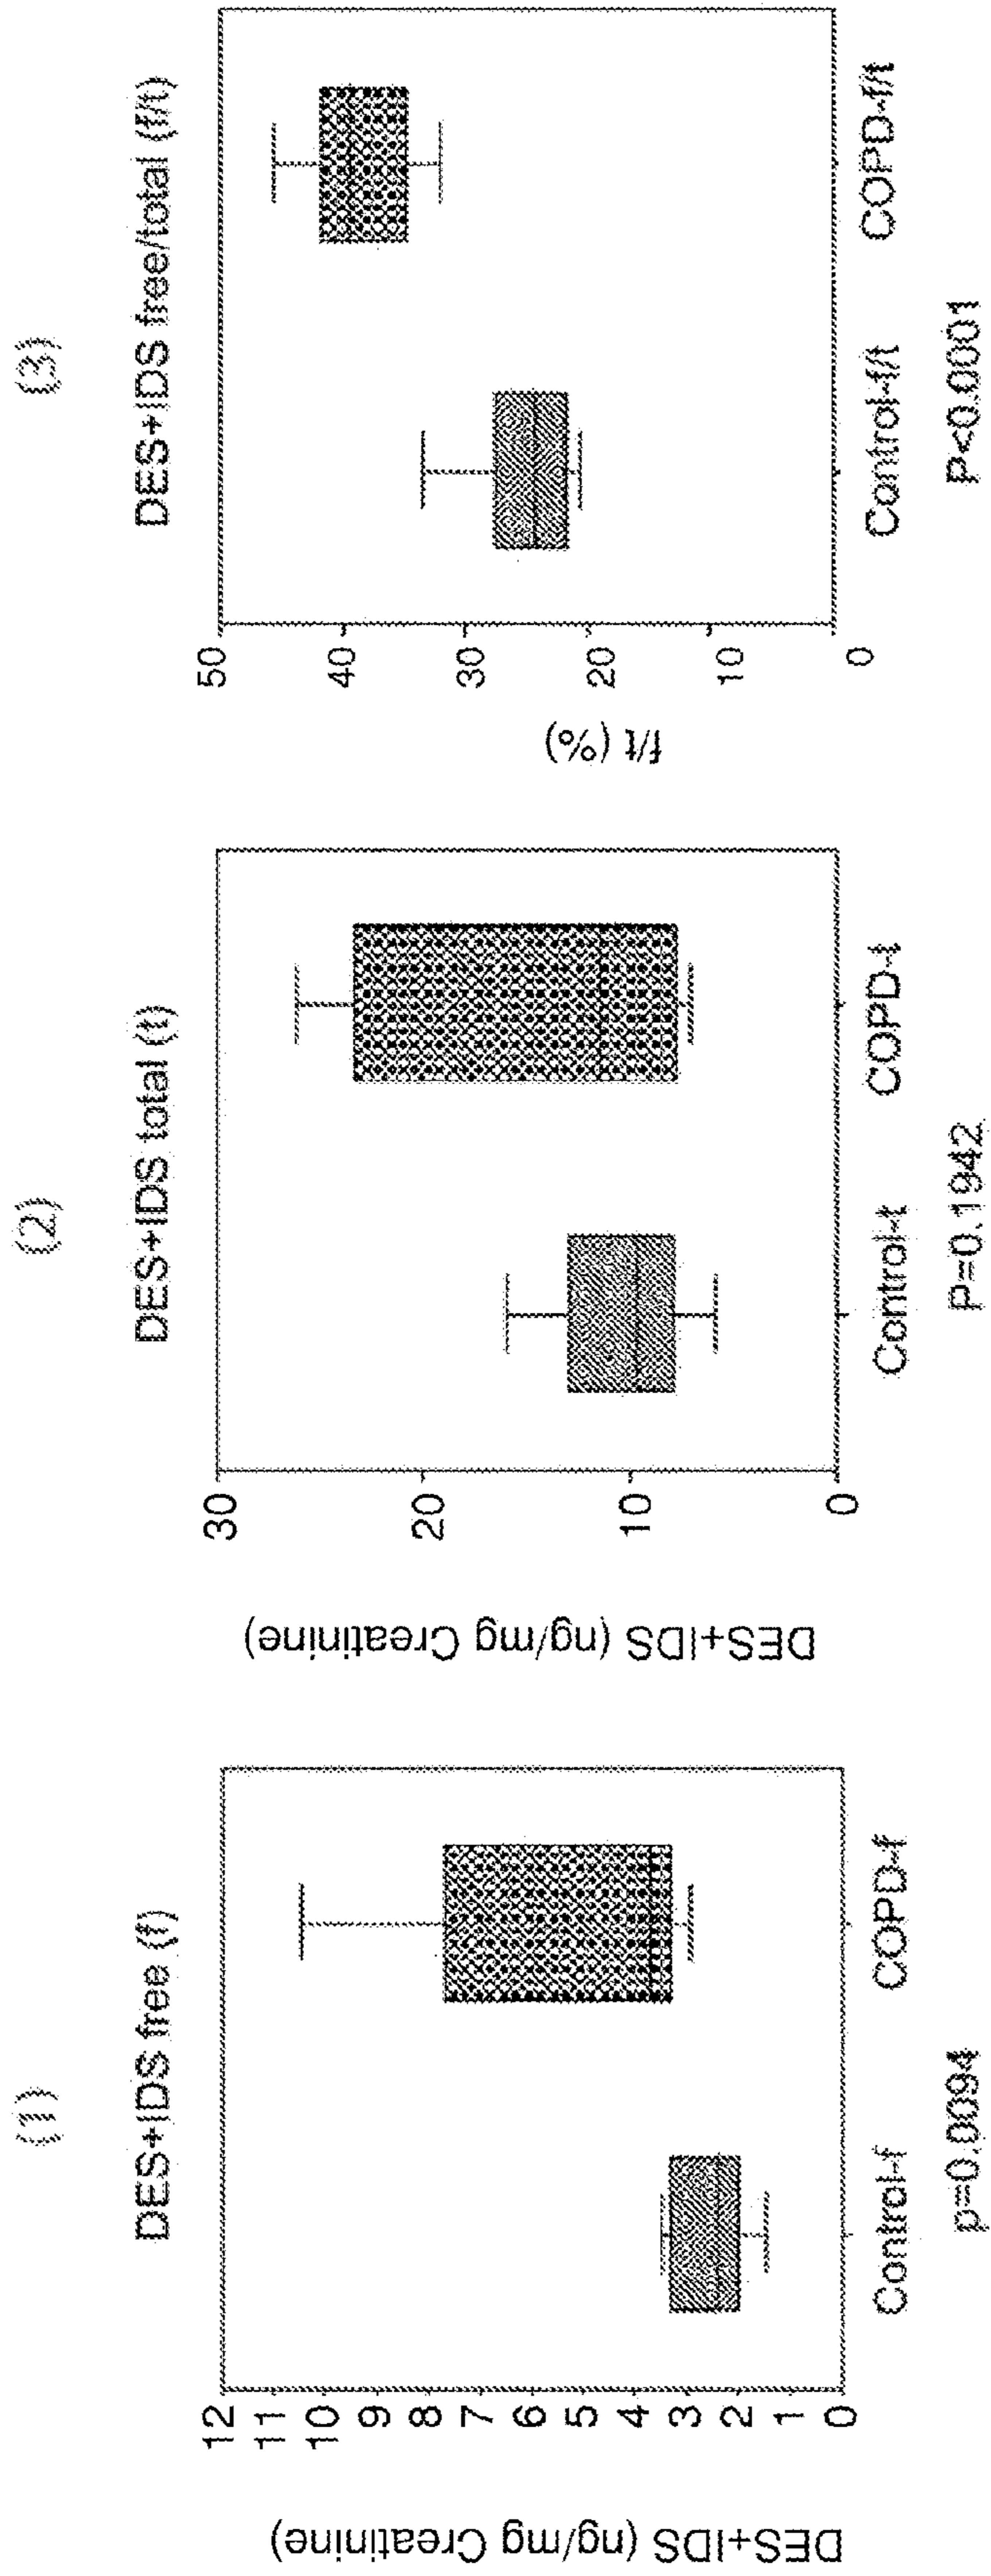 (1)
DES+IDS free (f)
DES+IDS (ng/mg Creatinine)
12
11
10
9
8
7
6
5
4
3
2
1
0
Control-f
COPD-f
p=0.0094
(2)
DES+IDS total (t)
DES+IDS (ng/mg Creatinine)
30
20
10
0
Control-t
COPD-t
P=0.1942
(3)
DES+IDS free/total (f/t)
f/t (%)
50
40
30
20
10
0
Control-f/t
COPD-f/t
P<0.0001